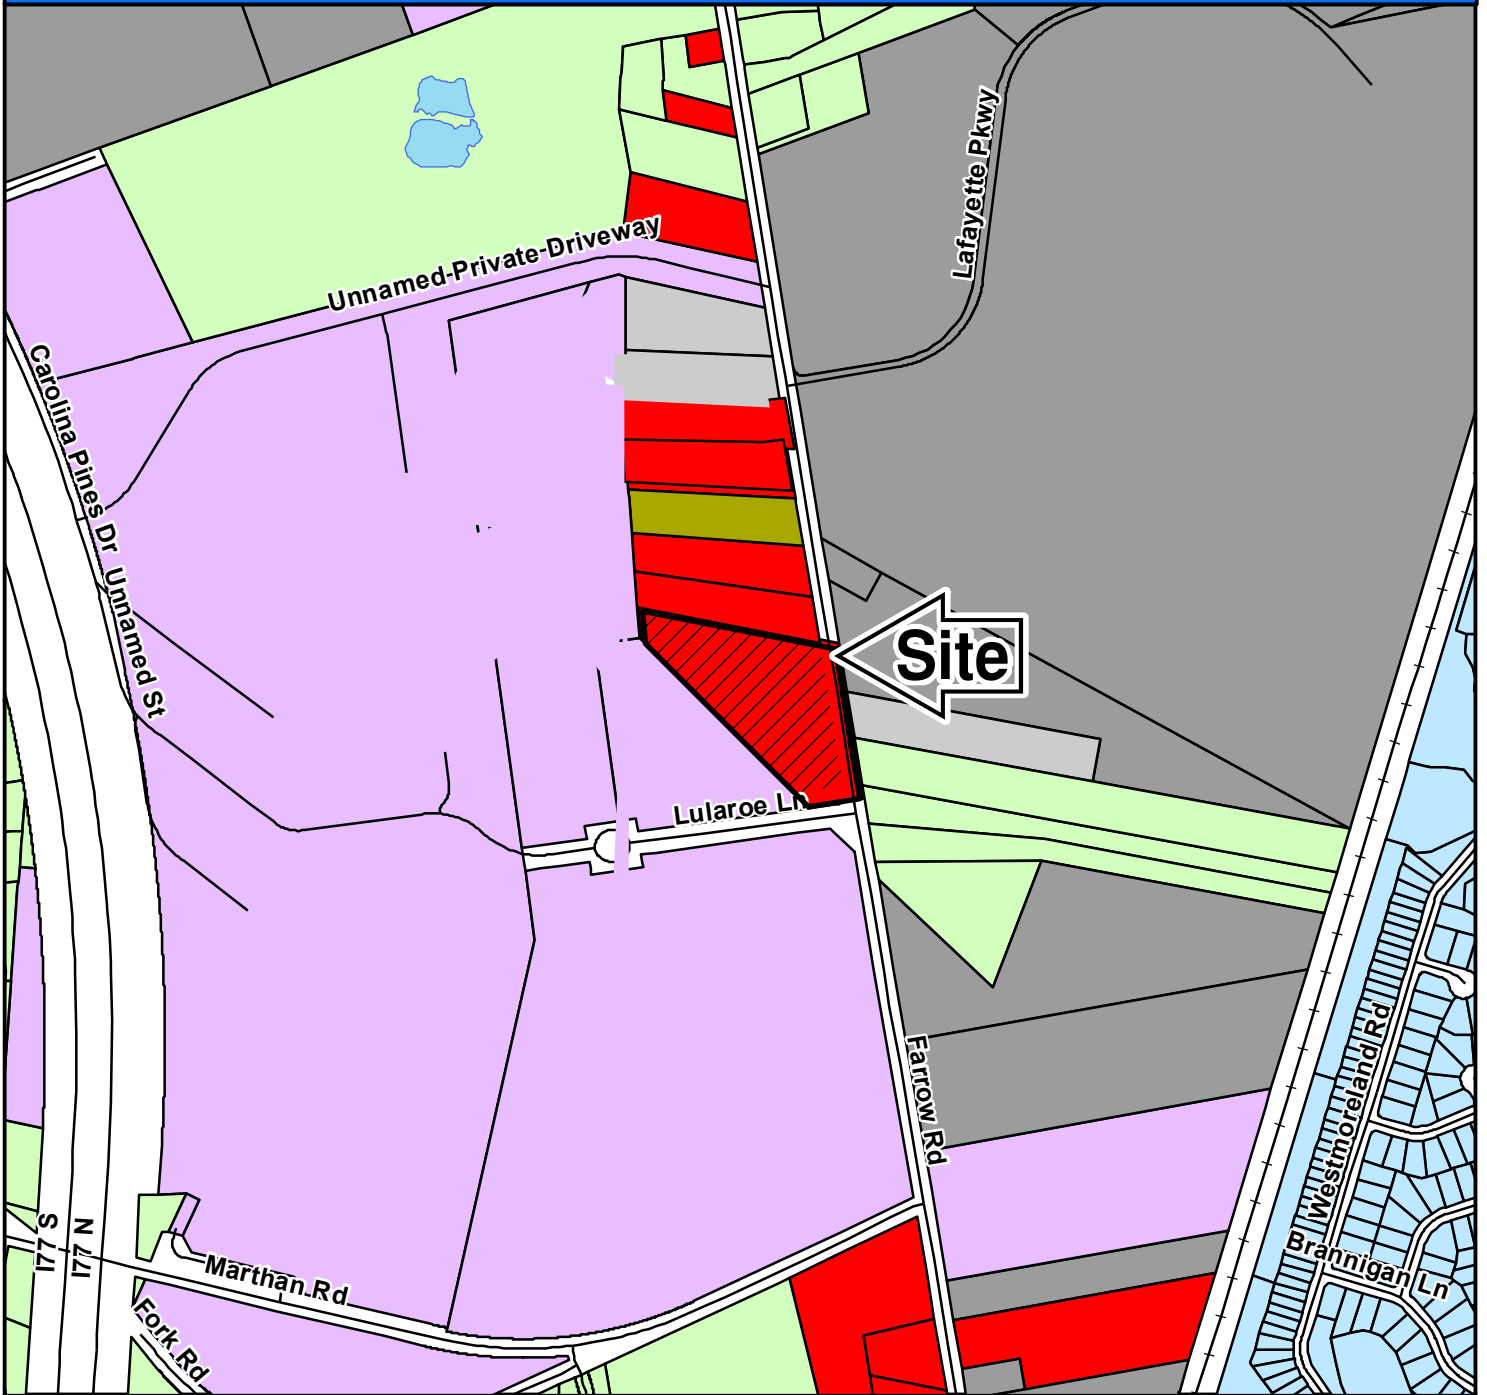 Lafayette Pkwy
Unnamed-Private-Driveway
Carolina Pines Dr
Unnamed St
Site
Lularoe Ln
Farrow Rd
Westmoreland Rd
I77 S
I77 N
Marthan Rd
Brannigan Ln
Fork Rd